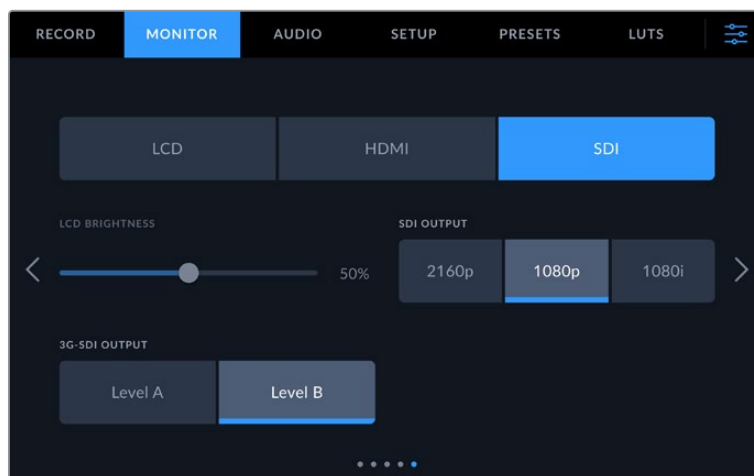 RECORD MONITOR AUDIO SETUP PRESETS LUTS
LCD HDMI SDI
LCD BRIGHTNESS SDI OUTPUT
50% 2160p 1080p 1080i
3G-SDI OUTPUT
Level A Level B